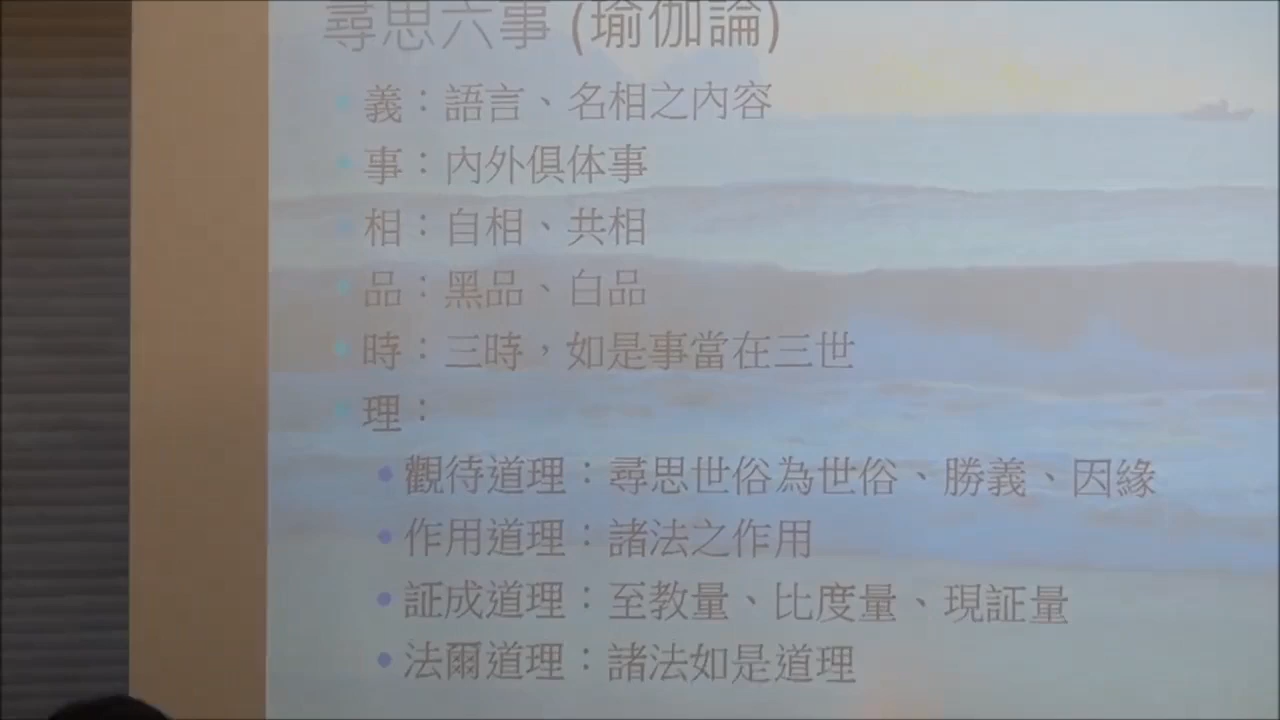 尋思六事 (瑜伽論)
義：語言、名相之內容
事：內外俱体事
相：自相、共相
品：黑品、白品
時：三時，如是事當在三世
理：
觀待道理：尋思世俗為世俗、勝義、因緣
作用道理：諸法之作用
証成道理：至教量、比度量、現証量
法爾道理：諸法如是道理